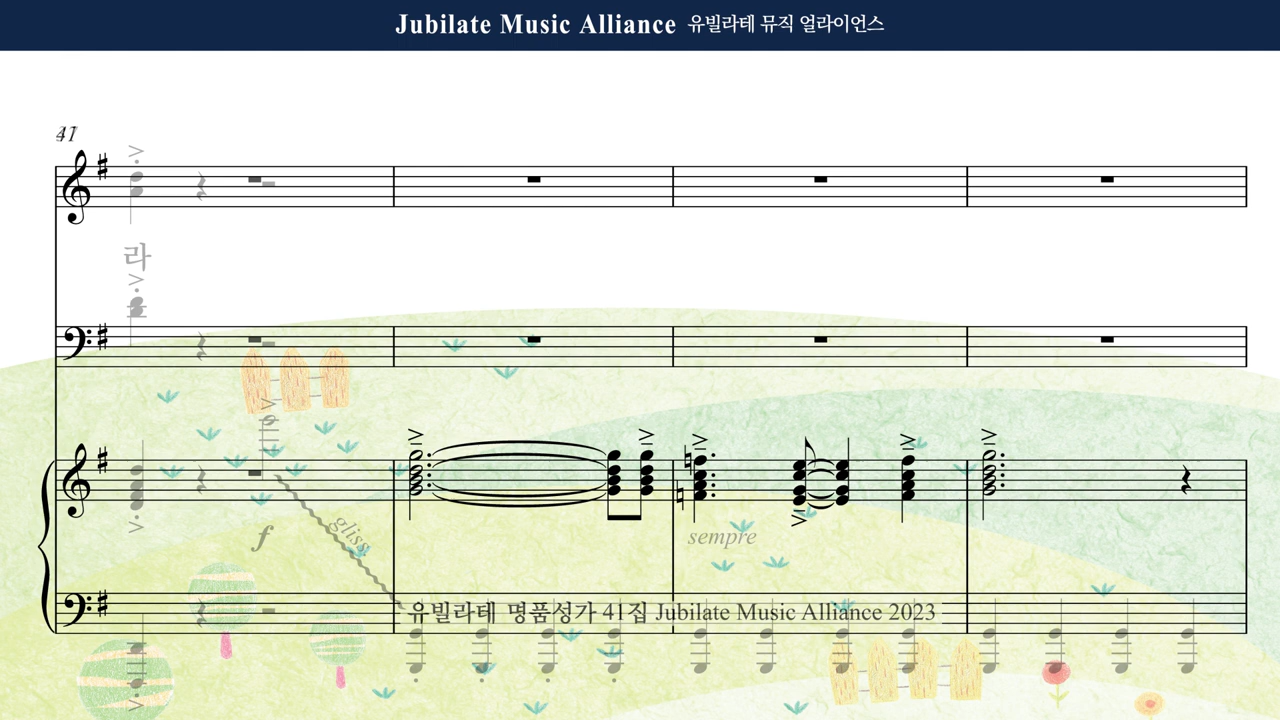 Jubilate Music Alliance 유빌라테 뮤직 얼라이언스
41
라
f
gliss.
sempre
유빌라테 명품성가 41집 Jubilate Music Alliance 2023